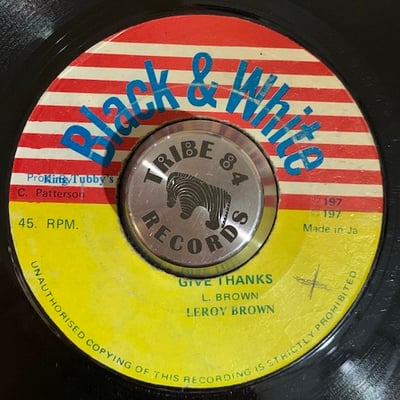 Black & White
King Tubby's
C. Patterson
197
197
45. RPM.
Made in Ja
TRIBE 84
RECORDS
GIVE THANKS
L. BROWN
LEROY BROWN
UNAUTHORISED COPYING OF THIS RECORDING IS STRICTLY PROHIBITED